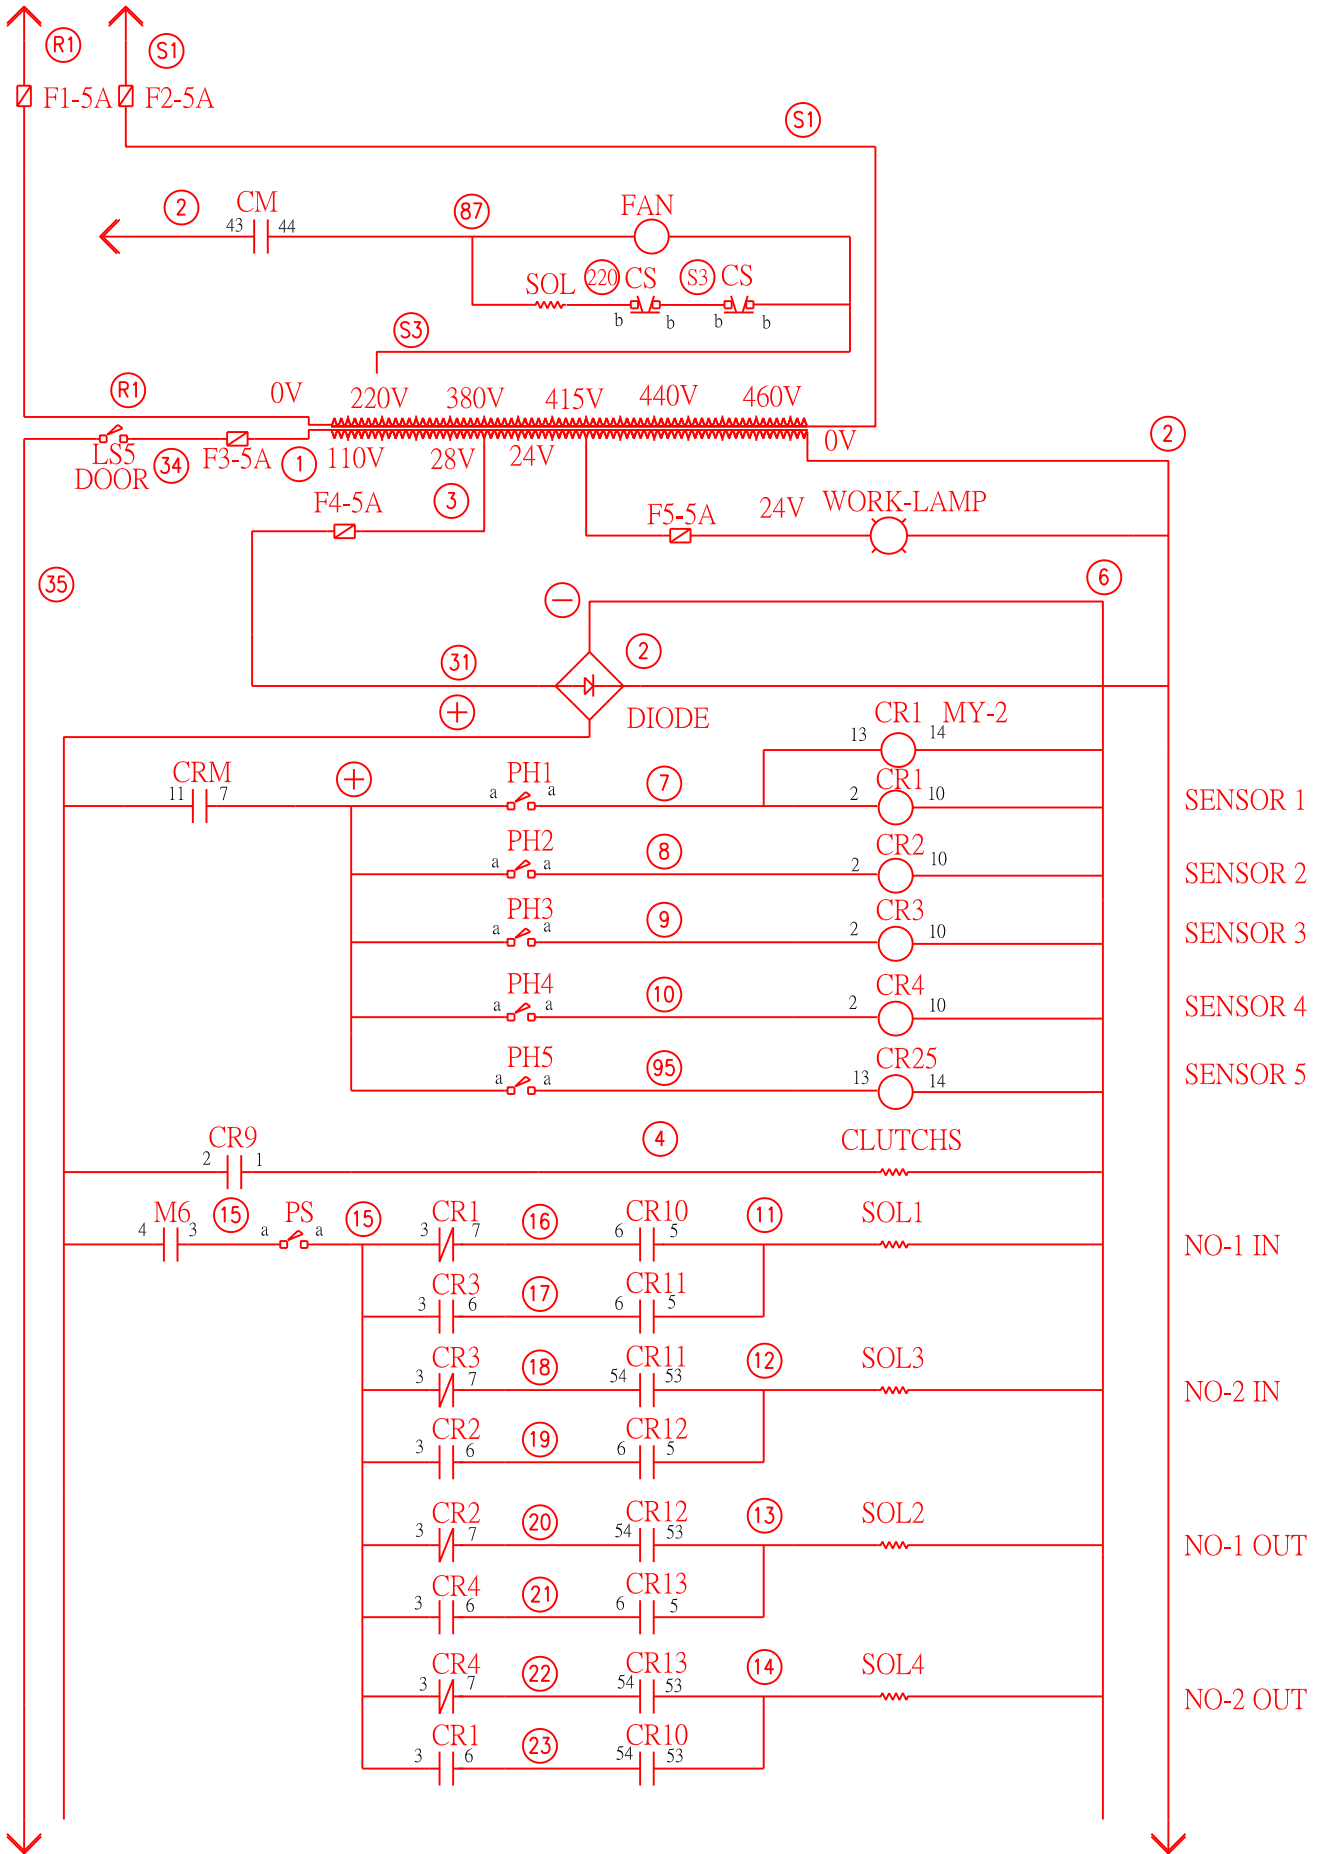 R1
S1
F1-5A
F2-5A
S1
2
CM
43
44
87
FAN
SOL
220
CS
S3
CS
b
b
b
b
S3
R1
0V
220V
380V
415V
440V
460V
LS5
DOOR
34
F3-5A
1
110V
28V
24V
0V
2
F4-5A
3
F5-5A
24V
WORK-LAMP
35
6
−
31
2
+
DIODE
CR1 MY-2
13
14
CRM
11
7
+
PH1
a
a
7
CR1
2
10
SENSOR 1
PH2
a
a
8
CR2
2
10
SENSOR 2
PH3
a
a
9
CR3
2
10
SENSOR 3
PH4
a
a
10
CR4
2
10
SENSOR 4
PH5
a
a
95
CR25
13
14
SENSOR 5
CR9
2
1
4
CLUTCHS
M6
4
3
15
PS
a
a
15
CR1
3
7
16
CR10
6
5
11
SOL1
NO-1 IN
CR3
3
6
17
CR11
6
5
CR3
3
7
18
CR11
54
53
12
SOL3
NO-2 IN
CR2
3
6
19
CR12
6
5
CR2
3
7
20
CR12
54
53
13
SOL2
NO-1 OUT
CR4
3
6
21
CR13
6
5
CR4
3
7
22
CR13
54
53
14
SOL4
NO-2 OUT
CR1
3
6
23
CR10
54
53